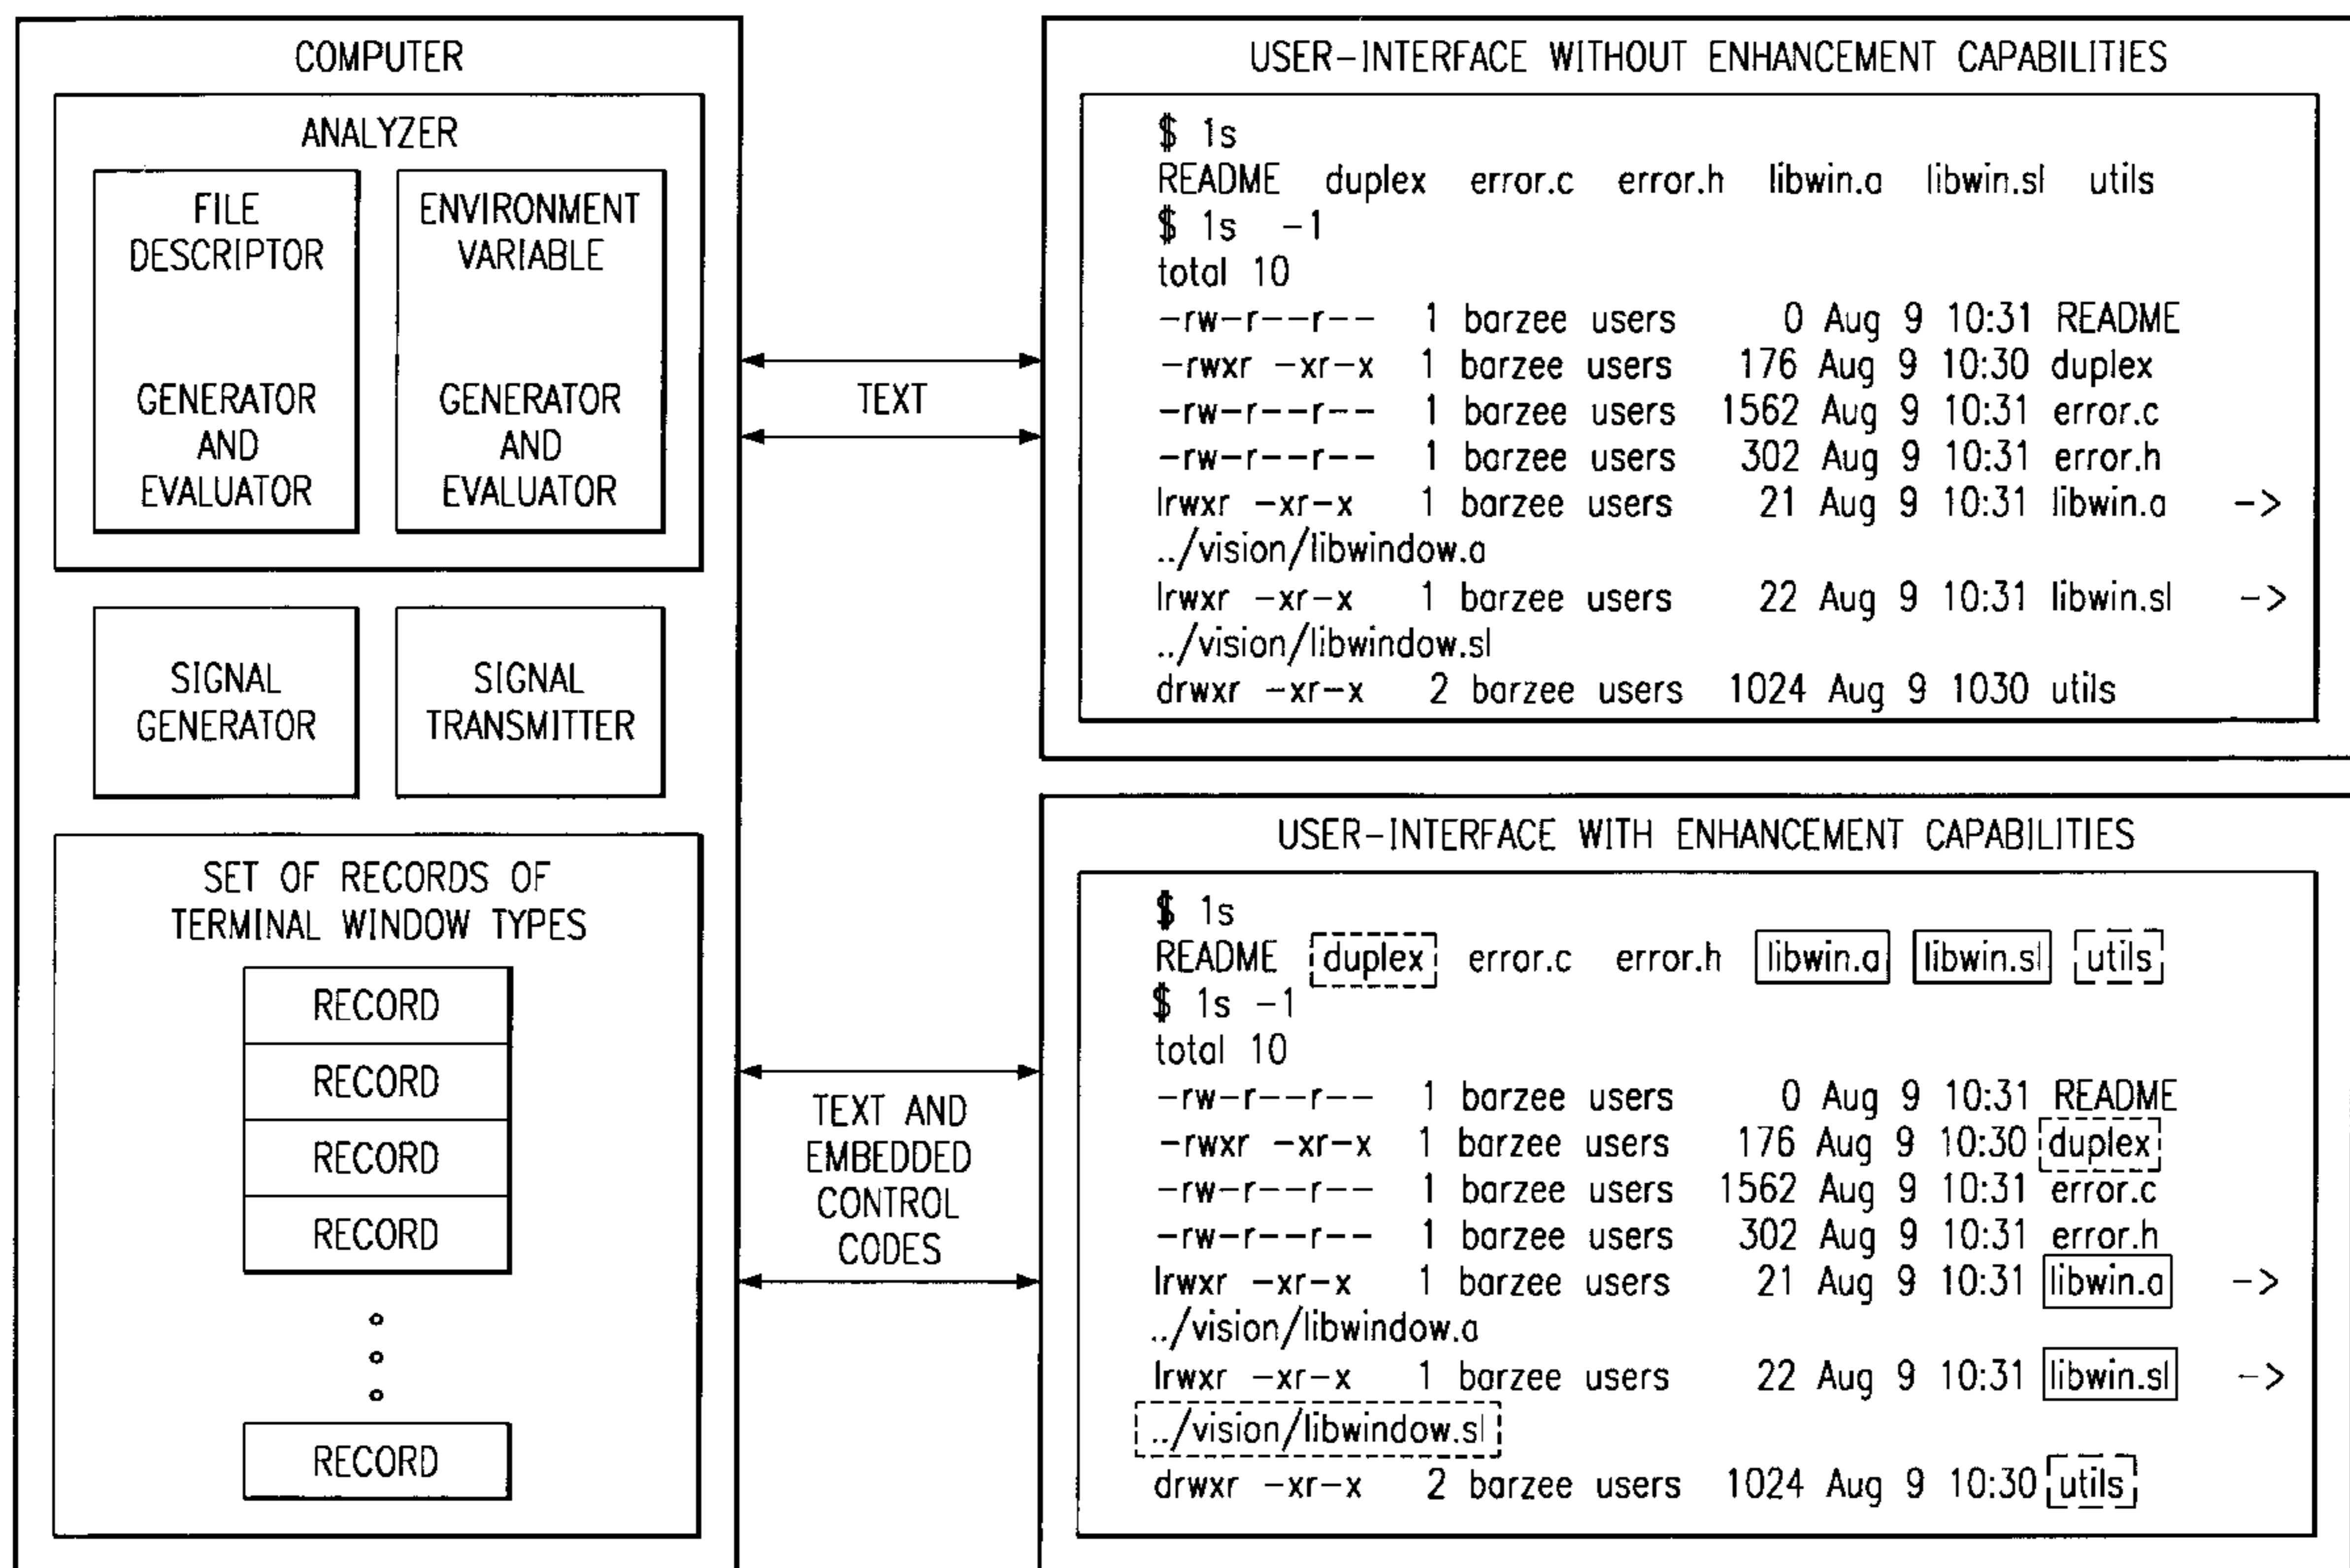 COMPUTER
ANALYZER
FILE
DESCRIPTOR
GENERATOR
AND
EVALUATOR
ENVIRONMENT
VARIABLE
GENERATOR
AND
EVALUATOR
SIGNAL
GENERATOR
SIGNAL
TRANSMITTER
SET OF RECORDS OF
TERMINAL WINDOW TYPES
RECORD
RECORD
RECORD
RECORD
RECORD
TEXT
TEXT AND
EMBEDDED
CONTROL
CODES
USER-INTERFACE WITHOUT ENHANCEMENT CAPABILITIES
$ 1s
README duplex error.c error.h libwin.a libwin.sl utils
$ 1s -1
total 10
-rw-r--r-- 1 barzee users 0 Aug 9 10:31 README
-rwxr -xr-x 1 barzee users 176 Aug 9 10:30 duplex
-rw-r--r-- 1 barzee users 1562 Aug 9 10:31 error.c
-rw-r--r-- 1 barzee users 302 Aug 9 10:31 error.h
lrwxr -xr-x 1 barzee users 21 Aug 9 10:31 libwin.a ->
../vision/libwindow.a
lrwxr -xr-x 1 barzee users 22 Aug 9 10:31 libwin.sl ->
../vision/libwindow.sl
drwxr -xr-x 2 barzee users 1024 Aug 9 1030 utils
USER-INTERFACE WITH ENHANCEMENT CAPABILITIES
$ 1s
README duplex error.c error.h libwin.a libwin.sl utils
$ 1s -1
total 10
-rw-r--r-- 1 barzee users 0 Aug 9 10:31 README
-rwxr -xr-x 1 barzee users 176 Aug 9 10:30 duplex
-rw-r--r-- 1 barzee users 1562 Aug 9 10:31 error.c
-rw-r--r-- 1 barzee users 302 Aug 9 10:31 error.h
lrwxr -xr-x 1 barzee users 21 Aug 9 10:31 libwin.a ->
../vision/libwindow.a
lrwxr -xr-x 1 barzee users 22 Aug 9 10:31 libwin.sl ->
../vision/libwindow.sl
drwxr -xr-x 2 barzee users 1024 Aug 9 10:30 utils